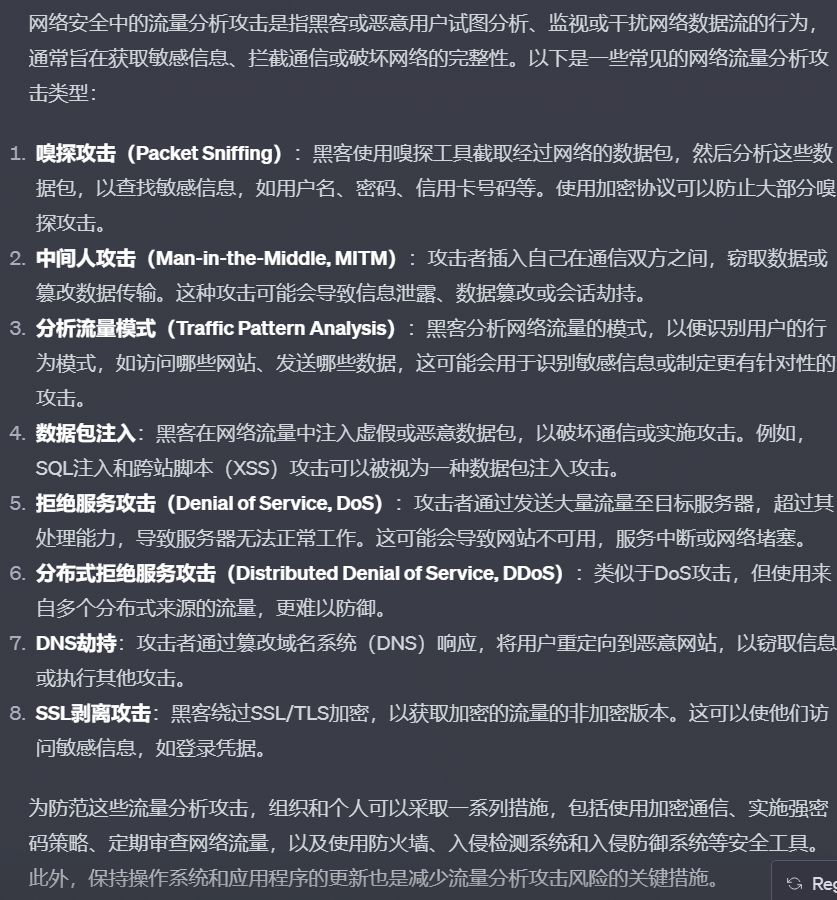 网络安全中的流量分析攻击是指黑客或恶意用户试图分析、监视或干扰网络数据流的行为，
通常旨在获取敏感信息、拦截通信或破坏网络的完整性。以下是一些常见的网络流量分析攻
击类型：
1. 嗅探攻击（Packet Sniffing）：黑客使用嗅探工具截取经过网络的数据包，然后分析这些数
据包，以查找敏感信息，如用户名、密码、信用卡号码等。使用加密协议可以防止大部分嗅
探攻击。
2. 中间人攻击（Man-in-the-Middle, MITM）：攻击者插入自己在通信双方之间，窃取数据或
篡改数据传输。这种攻击可能会导致信息泄露、数据篡改或会话劫持。
3. 分析流量模式（Traffic Pattern Analysis）：黑客分析网络流量的模式，以便识别用户的行
为模式，如访问哪些网站、发送哪些数据，这可能会用于识别敏感信息或制定更有针对性的
攻击。
4. 数据包注入：黑客在网络流量中注入虚假或恶意数据包，以破坏通信或实施攻击。例如，
SQL注入和跨站脚本（XSS）攻击可以被视为一种数据包注入攻击。
5. 拒绝服务攻击（Denial of Service, DoS）：攻击者通过发送大量流量至目标服务器，超过其
处理能力，导致服务器无法正常工作。这可能会导致网站不可用，服务中断或网络堵塞。
6. 分布式拒绝服务攻击（Distributed Denial of Service, DDoS）：类似于DoS攻击，但使用来
自多个分布式来源的流量，更难以防御。
7. DNS劫持：攻击者通过篡改域名系统（DNS）响应，将用户重定向到恶意网站，以窃取信息
或执行其他攻击。
8. SSL剥离攻击：黑客绕过SSL/TLS加密，以获取加密的流量的非加密版本。这可以使他们访
问敏感信息，如登录凭据。
为防范这些流量分析攻击，组织和个人可以采取一系列措施，包括使用加密通信、实施强密
码策略、定期审查网络流量，以及使用防火墙、入侵检测系统和入侵防御系统等安全工具。
此外，保持操作系统和应用程序的更新也是减少流量分析攻击风险的关键措施。
Reg